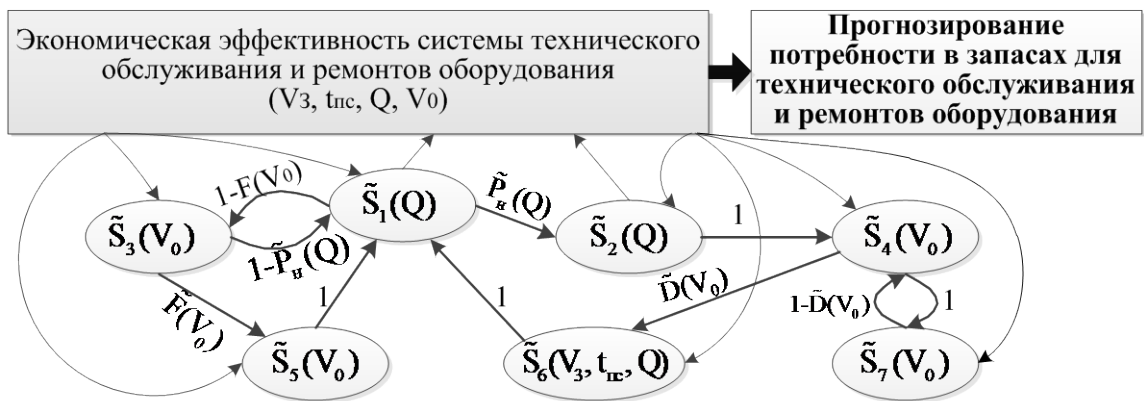 Экономическая эффективность системы технического
обслуживания и ремонтов оборудования
(Vз, tпс, Q, V0)
Прогнозирование
потребности в запасах для
технического обслуживания
и ремонтов оборудования
1-F(V0)
S̃1(Q)
P̃н(Q)
S̃3(V0)
1-P̃н(Q)
S̃2(Q)
1
S̃4(V0)
F̃(V0)
1
1
D̃(V0)
1-D̃(V0)
1
S̃5(V0)
S̃6(V3, tпс, Q)
S̃7(V0)